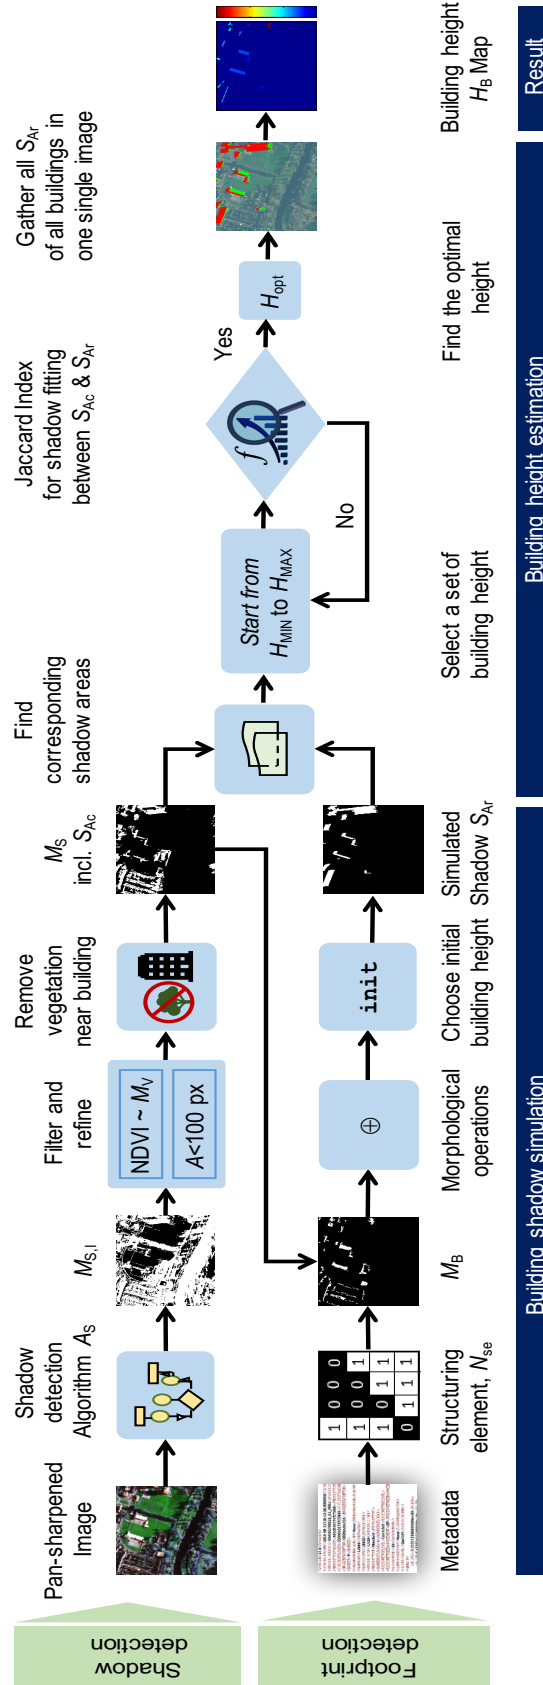 Shadow
detection
Pan-sharpened
Image
Shadow
detection
Algorithm A_S
M_S,I
Filter and
refine
NDVI ~ M_V
A<100 px
Remove
vegetation
near building
M_S
incl. S_Ac
Find
corresponding
shadow areas
Start from
H_MIN to H_MAX
Select a set of
building height
Jaccard Index
for shadow fitting
between S_Ac & S_Ar
f
Yes
No
H_opt
Find the optimal
height
Gather all S_Ar
of all buildings in
one single image
Building height
H_B Map
Footprint
detection
Metadata
1 0 0 0
1 0 0 1
1 0 1 1
0 1 1 1
Structuring
element, N_se
M_B
⊕
Morphological
operations
init
Choose initial
building height
Simulated
Shadow S_Ar
Building shadow simulation
Building height estimation
Result